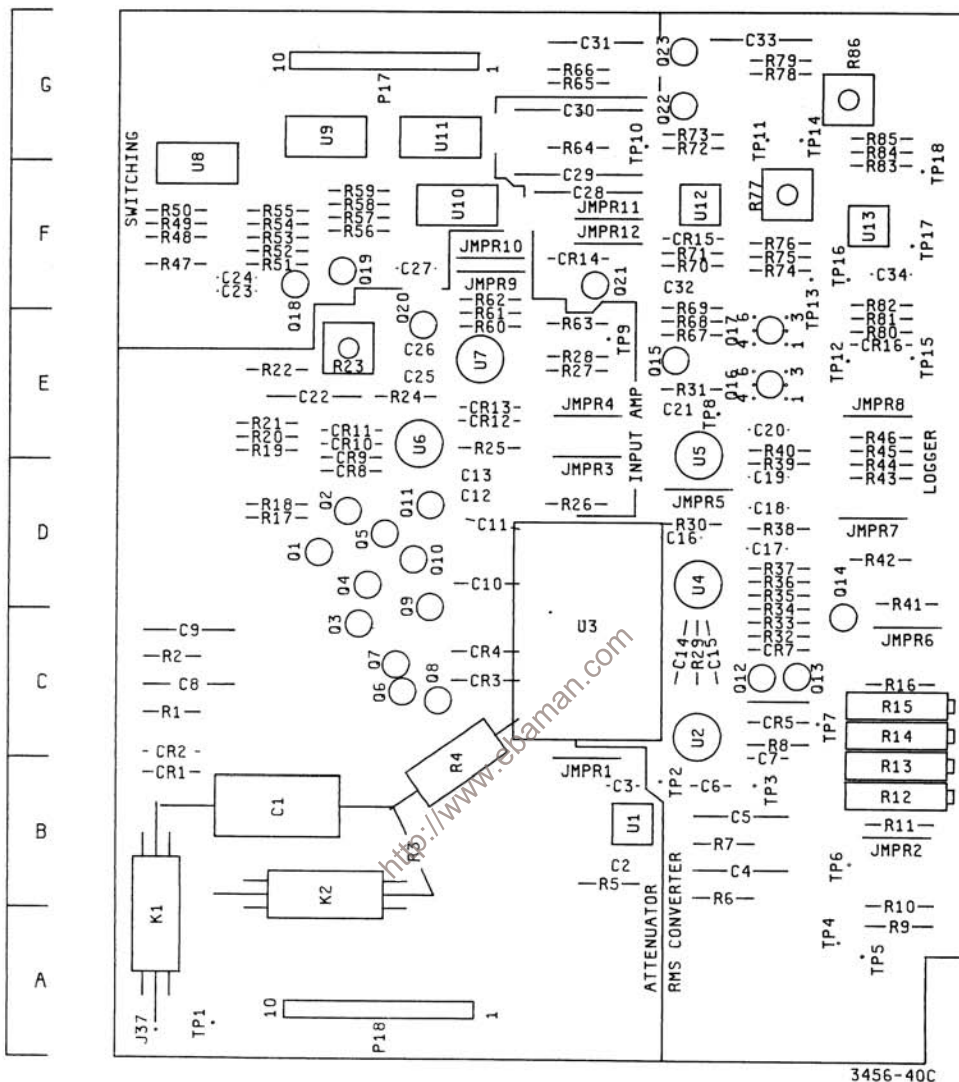 G
F
E
D
C
B
A
SWITCHING
10
P17
1
C31
R66
R65
C30
R64
C29
C28
TP10
Q23
Q22
C33
R79
R78
R86
R73
R72
TP11
TP14
R85
R84
R83
TP18
U8
U9
U11
U10
U12
R77
U13
R50
R49
R48
R47
R55
R54
R53
R52
R51
R59
R58
R57
R56
JMPR11
JMPR12
JMPR10
JMPR9
CR14
CR15
R71
R70
R76
R75
R74
TP16
TP17
C24
C23
Q18
Q19
C27
Q20
R62
R61
R60
Q21
C32
C34
TP13
R63
TP9
R69
R68
R67
Q17
6
4
3
1
R82
R81
R80
CR16
TP12
TP15
R22
R23
C26
C25
U7
R28
R27
Q15
R31
Q16
6
4
3
1
C22
R24
CR13
CR12
JMPR4
C21
TP8
JMPR8
R21
R20
R19
CR11
CR10
CR9
CR8
U6
R25
INPUT AMP
U5
C20
R40
R39
C19
R46
R45
R44
R43
LOGGER
JMPR3
C13
C12
JMPR5
R18
R17
Q2
Q11
R26
C18
Q5
C11
R30
C16
R38
JMPR7
Q1
Q10
C17
R42
Q4
C10
U4
R37
R36
R35
R34
R33
R32
CR7
Q14
Q9
R41
Q3
U3
C9
R2
C8
R1
CR4
CR3
C14
R29
C15
JMPR6
Q7
Q6
Q8
Q12
Q13
R16
R15
R14
R13
R12
CR5
R8
C7
TP7
U2
CR2
CR1
R4
JMPR1
C3
TP2
C6
TP3
C1
U1
C5
R11
JMPR2
R3
R7
C2
C4
TP6
K2
R5
R6
K1
R10
R9
TP4
TP5
ATTENUATOR
RMS CONVERTER
J37
TP1
10
P18
1
http://www.ebaman.com
3456-40C